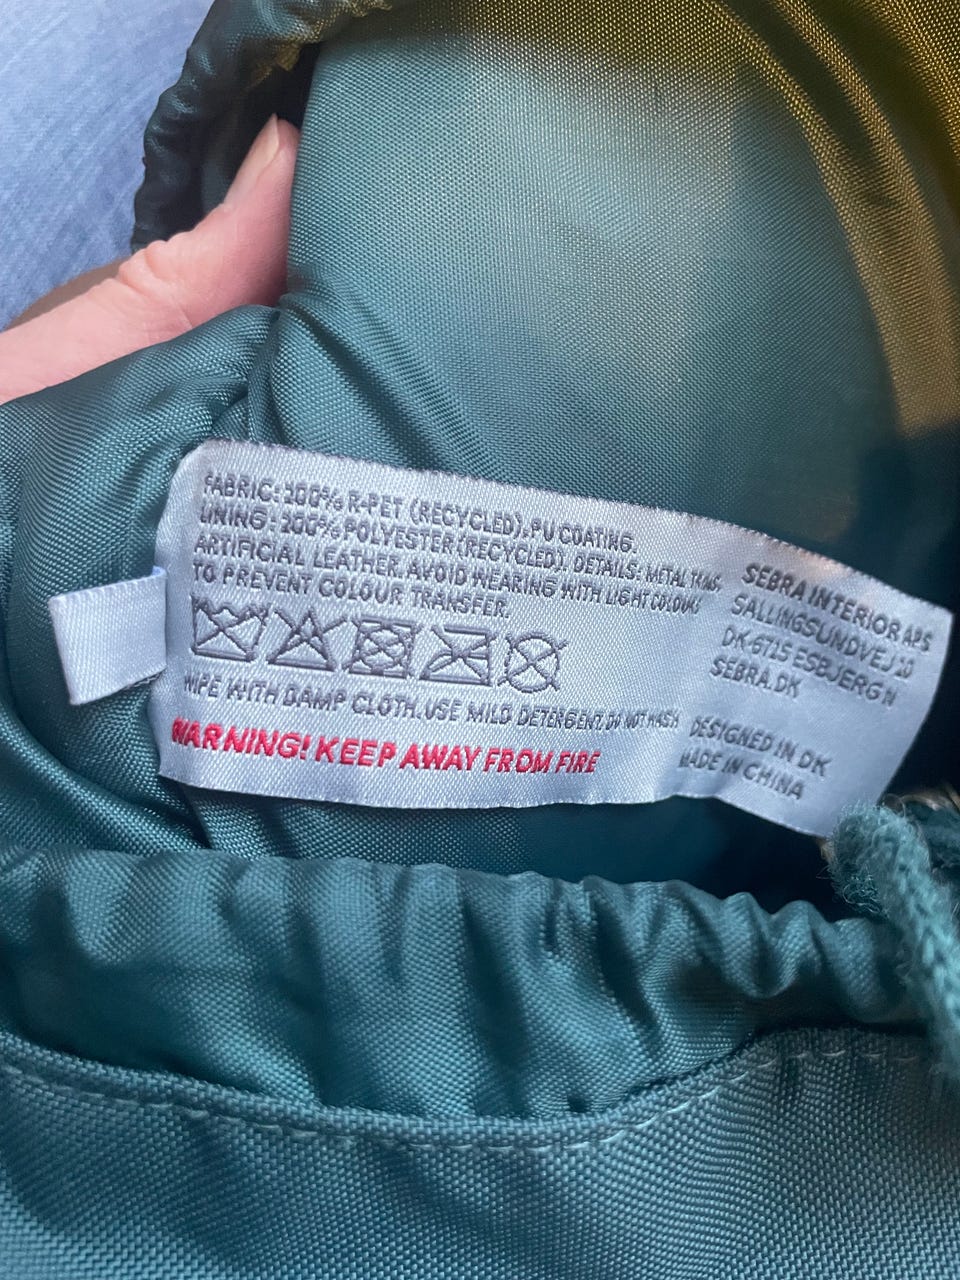 FABRIC: 100% R-PET (RECYCLED), PU COATING.
LINING: 100% POLYESTER (RECYCLED). DETAILS: METAL TRIMS,
ARTIFICIAL LEATHER. AVOID WEARING WITH LIGHT COLOURS
TO PREVENT COLOUR TRANSFER.
WIPE WITH DAMP CLOTH. USE MILD DETERGENT. DO NOT WASH
WARNING! KEEP AWAY FROM FIRE
SEBRA INTERIOR APS
SALLINGSUNDVEJ 10
DK-6715 ESBJERG N
SEBRA.DK
DESIGNED IN DK
MADE IN CHINA